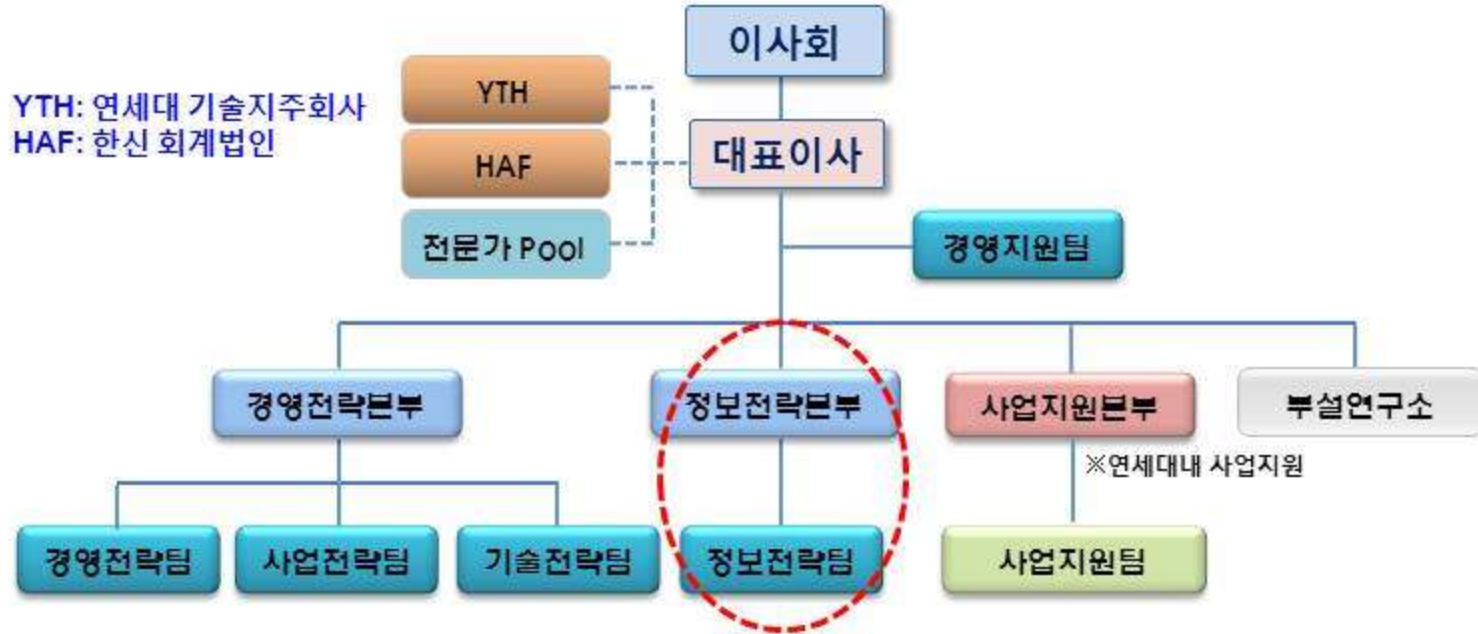 이사회
YTH
YTH: 연세대 기술지주회사
HAF: 한신 회계법인
대표이사
HAF
전문가 Pool
경영지원팀
경영전략본부
정보전략본부
사업지원본부
부설연구소
※연세대내 사업지원
경영전략팀
사업전략팀
기술전략팀
정보전략팀
사업지원팀